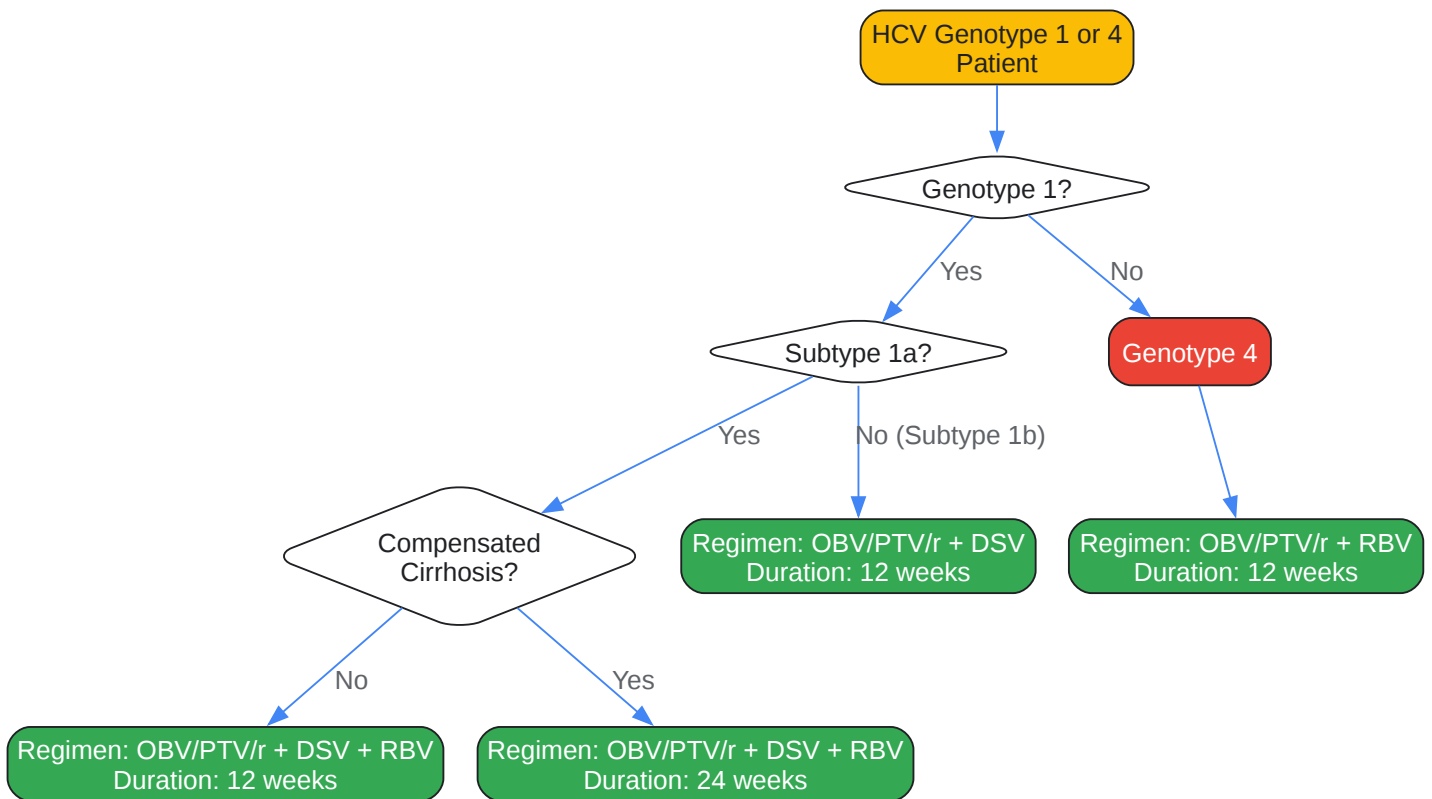 HCV Genotype 1 or 4
Patient
Genotype 1?
Yes
No
Subtype 1a?
Genotype 4
Yes
No (Subtype 1b)
Compensated
Cirrhosis?
Regimen: OBV/PTV/r + DSV
Duration: 12 weeks
Regimen: OBV/PTV/r + RBV
Duration: 12 weeks
No
Yes
Regimen: OBV/PTV/r + DSV + RBV
Duration: 12 weeks
Regimen: OBV/PTV/r + DSV + RBV
Duration: 24 weeks